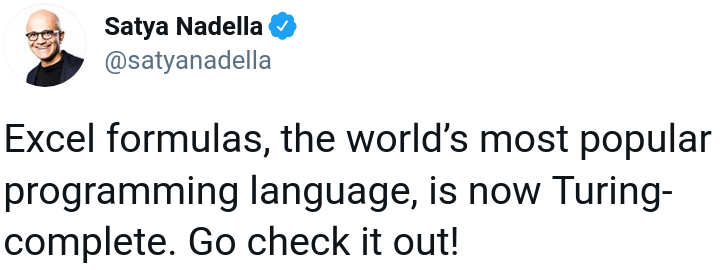 Satya Nadella
@satyanadella
Excel formulas, the world’s most popular
programming language, is now Turing-
complete. Go check it out!